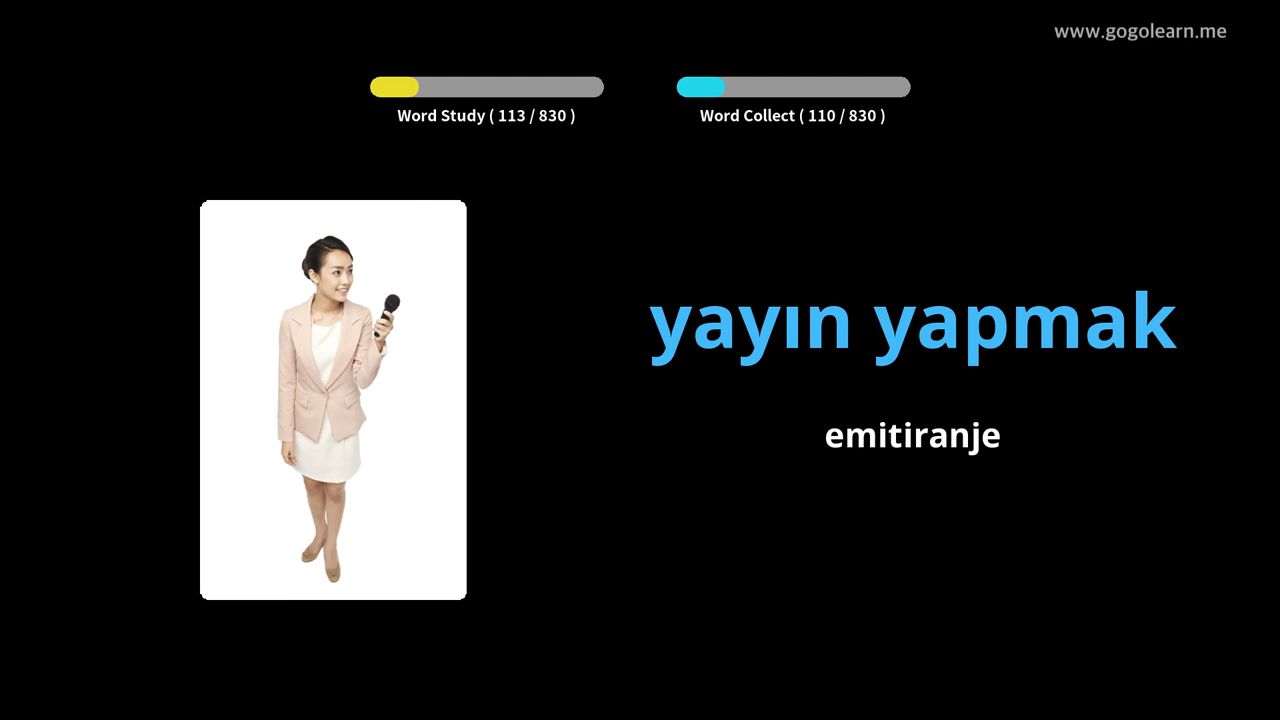 www.gogolearn.me
Word Study ( 113 / 830 )
Word Collect ( 110 / 830 )
yayın yapmak
emitiranje